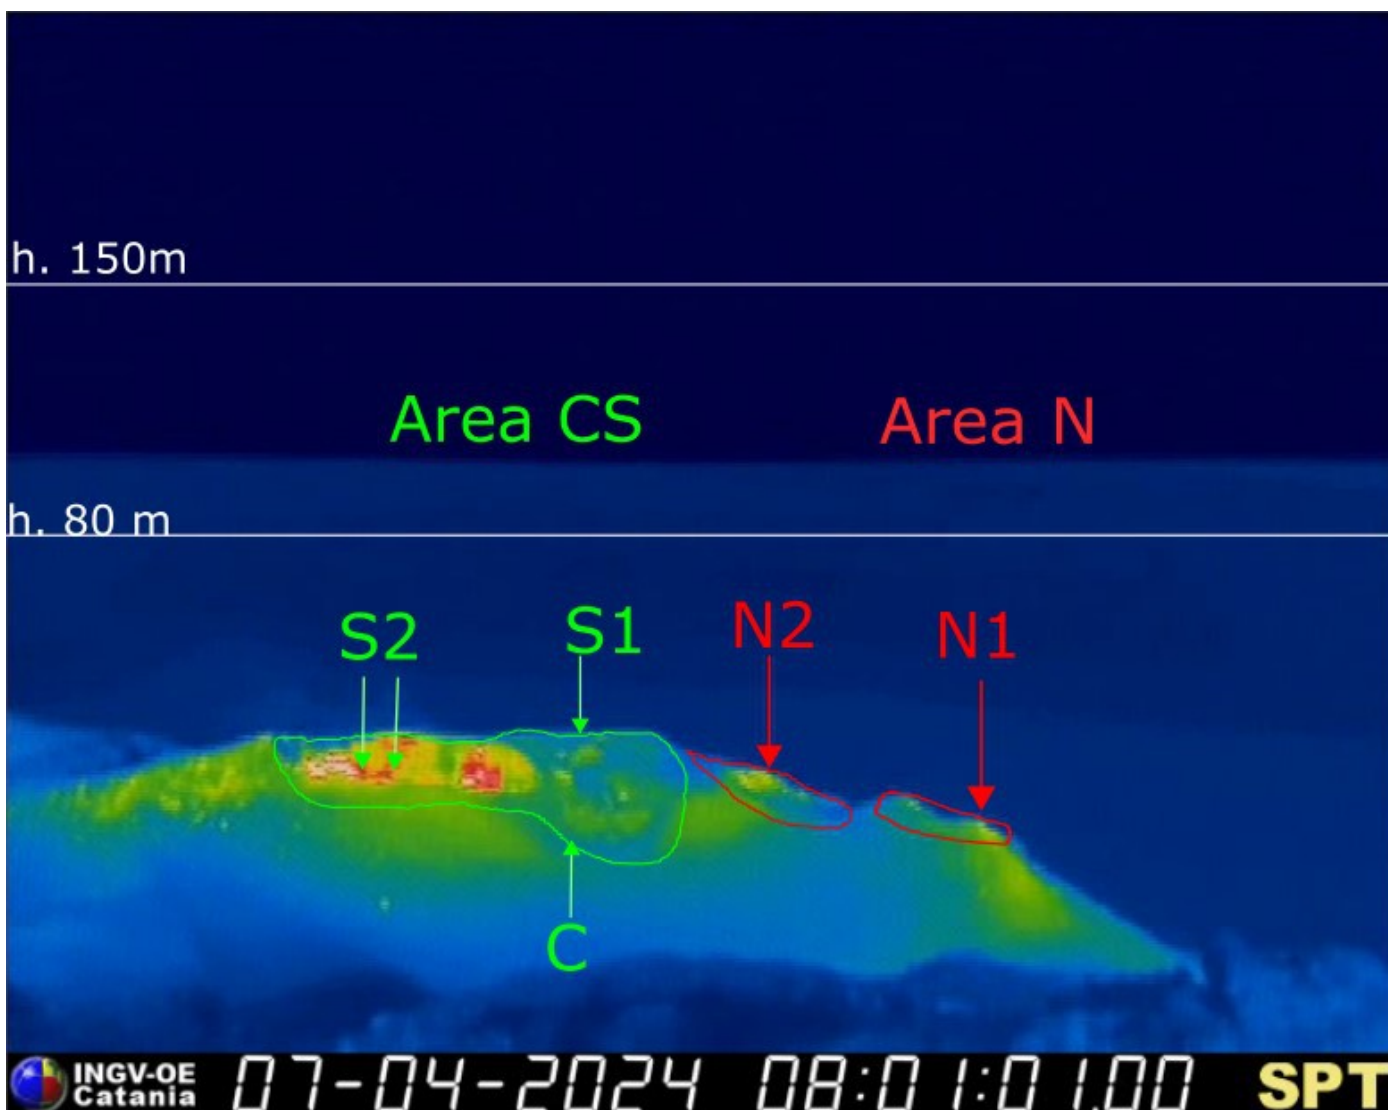 h. 150m
Area CS Area N
h. 80 m
S2 S1 N2 N1
C
INGV-OE
Catania
07-04-2024 08:01:01.00 SPT